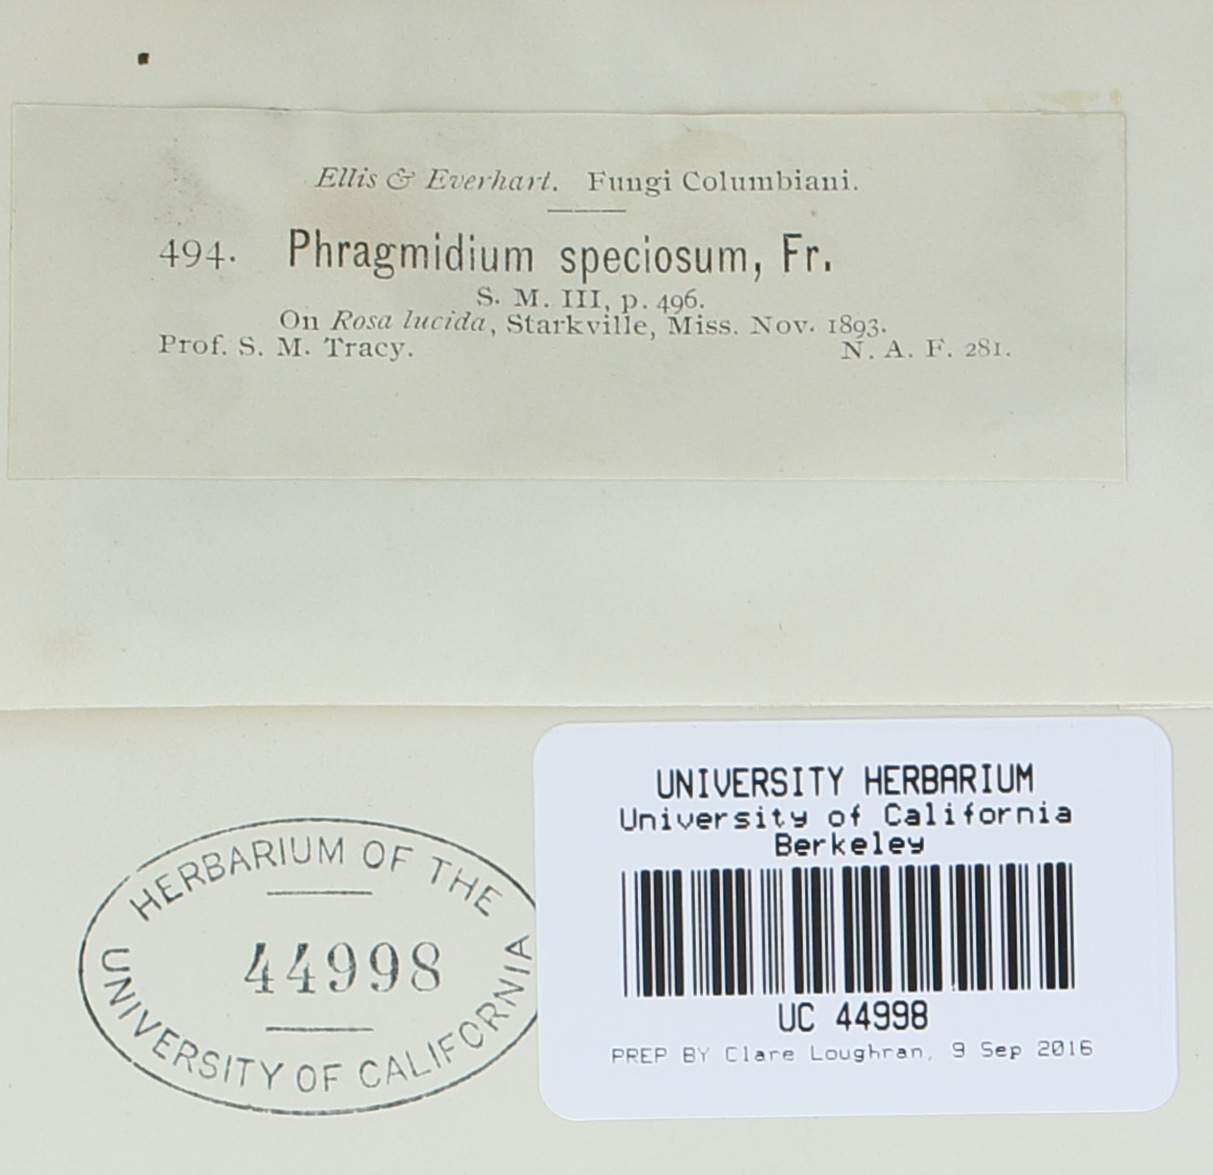 Ellis & Everhart. Fungi Columbiani.
494. Phragmidium speciosum, Fr.
S. M. III, p. 496.
On Rosa lucida, Starkville, Miss. Nov. 1893.
Prof. S. M. Tracy. N. A. F. 281.
HERBARIUM OF THE
44998
UNIVERSITY OF CALIFORNIA
UNIVERSITY HERBARIUM
University of California
Berkeley
UC 44998
PREP BY Clare Loughran, 9 Sep 2016